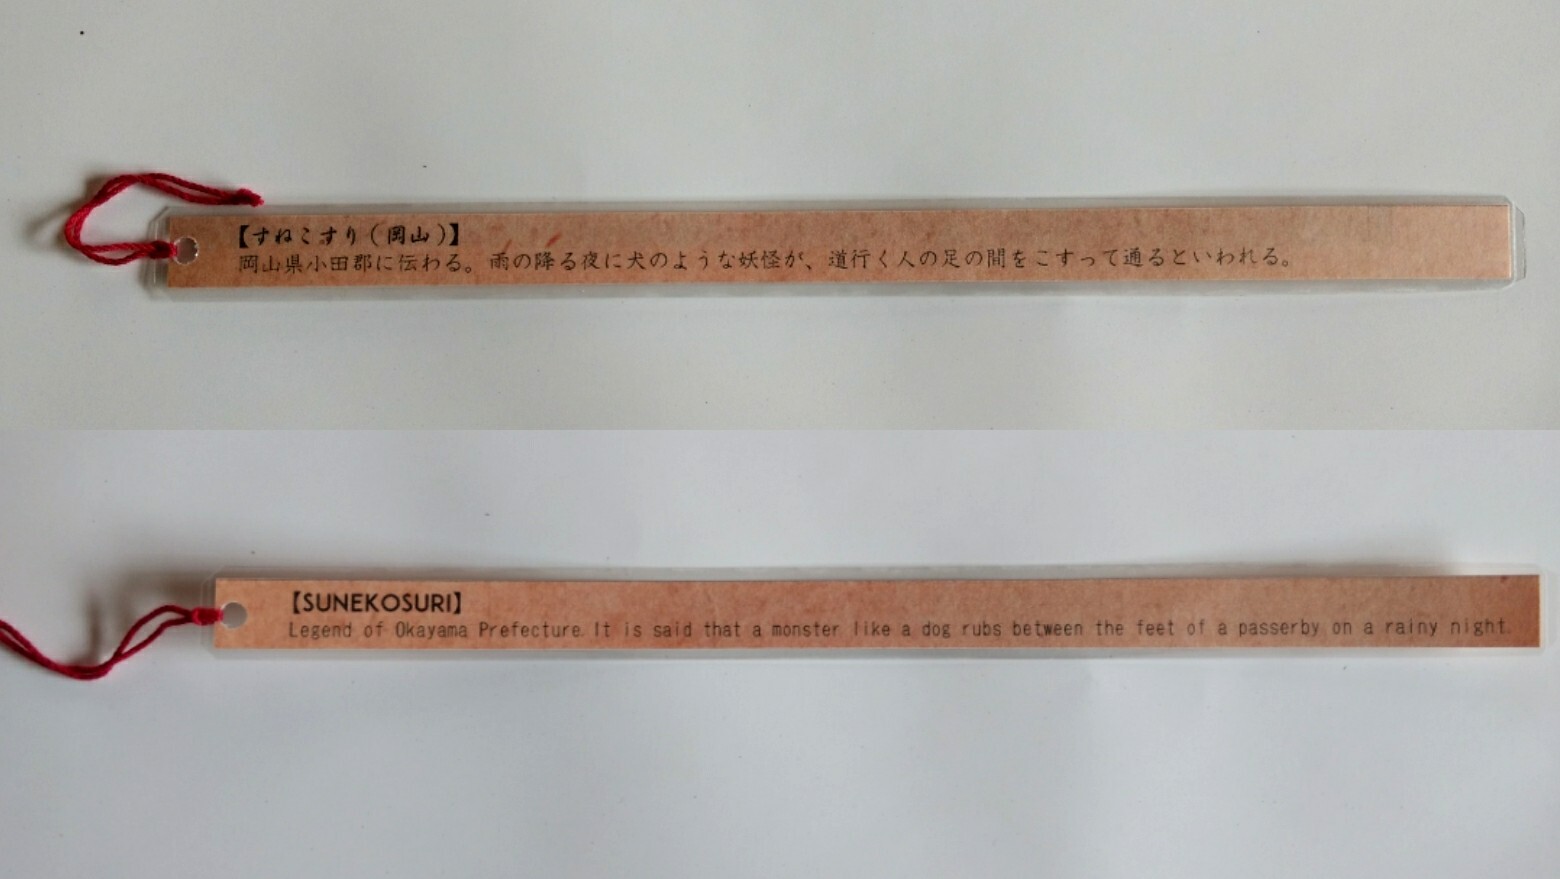 【すねこすり(岡山)】
岡山県小田郡に伝わる。雨の降る夜に犬のような妖怪が、道行く人の足の間をこすって通るといわれる。
【SUNEKOSURI】
Legend of Okayama Prefecture. It is said that a monster like a dog rubs between the feet of a passerby on a rainy night.